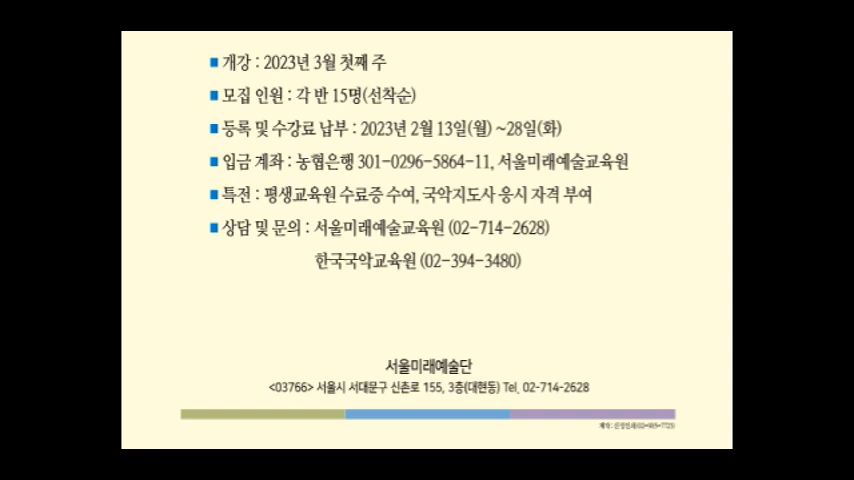 ■ 개강 : 2023년 3월 첫째 주
■ 모집 인원 : 각 반 15명(선착순)
■ 등록 및 수강료 납부 : 2023년 2월 13일(월) ~28일(화)
■ 입금 계좌 : 농협은행 301-0296-5864-11, 서울미래예술교육원
■ 특전 : 평생교육원 수료증 수여, 국악지도사 응시 자격 부여
■ 상담 및 문의 : 서울미래예술교육원 (02-714-2628)
한국국악교육원 (02-394-3480)
서울미래예술단
<03766> 서울시 서대문구 신촌로 155, 3층(대현동) Tel. 02-714-2628